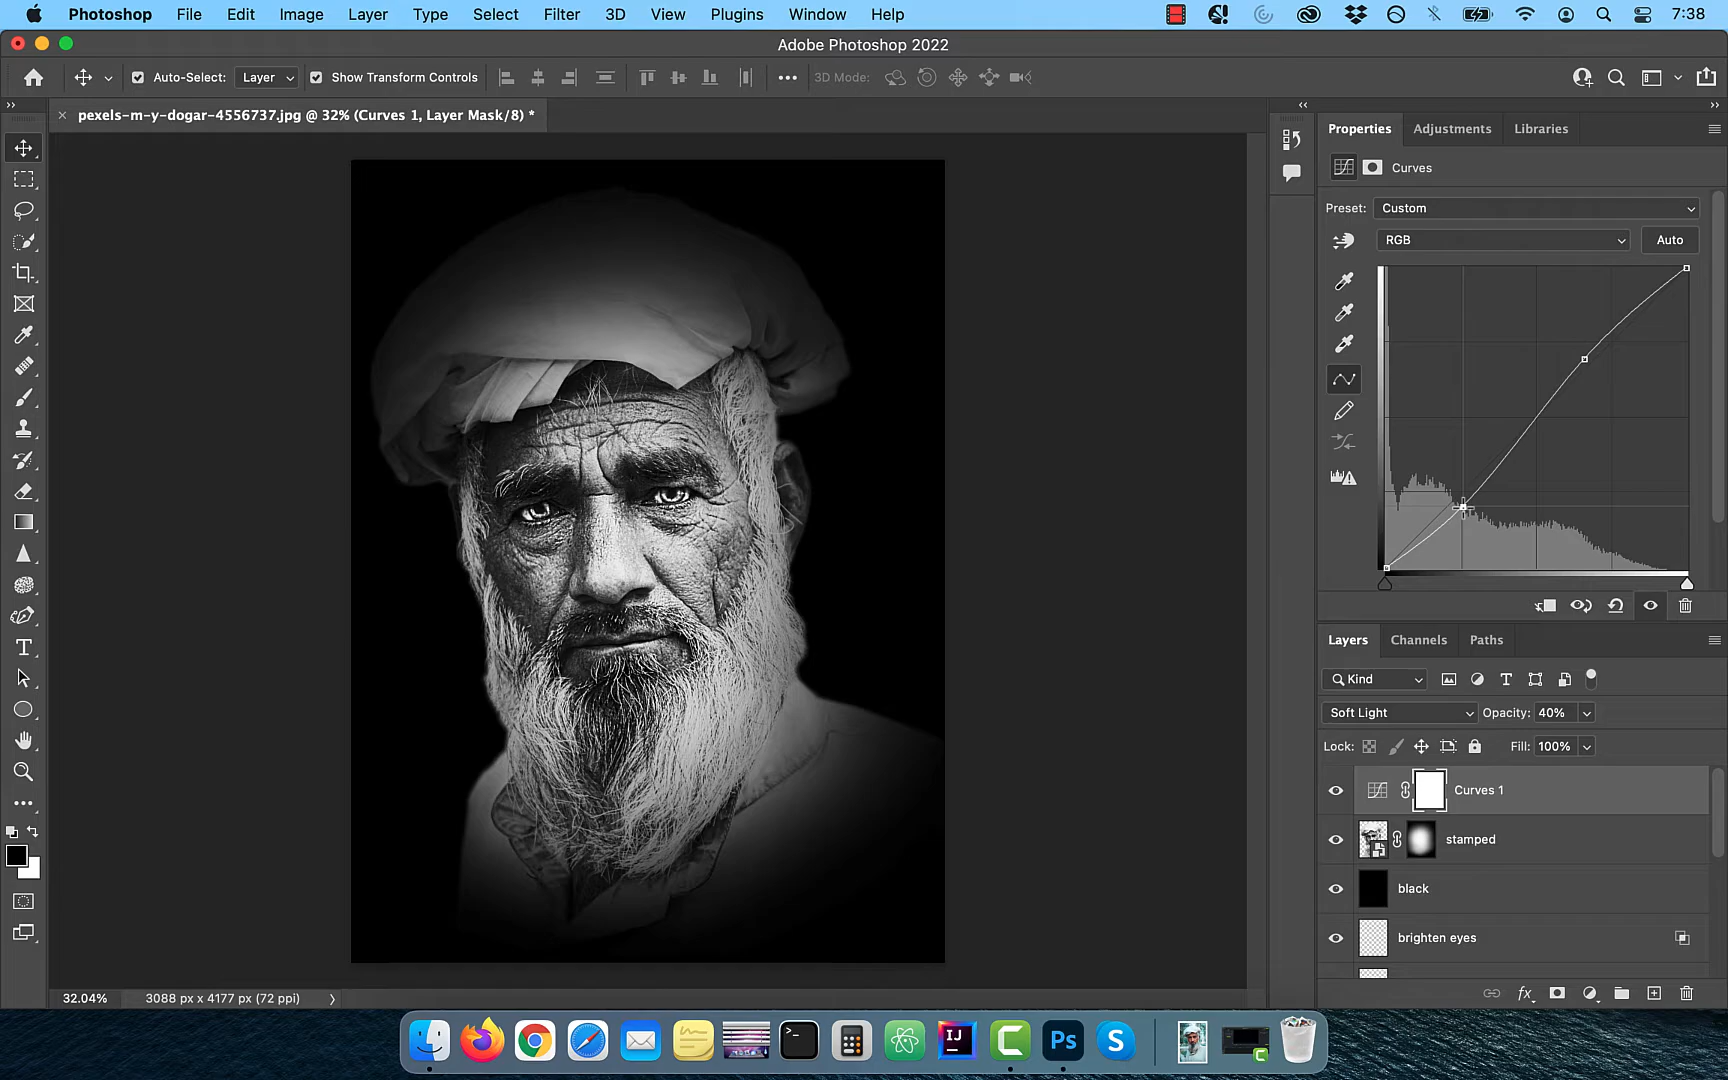 Photoshop File Edit Image Layer Type Select Filter 3D View Plugins Window Help 7:38
Adobe Photoshop 2022
Auto-Select: Layer Show Transform Controls 3D Mode:
pexels-m-y-dogar-4556737.jpg @ 32% (Curves 1, Layer Mask/8) *
Properties Adjustments Libraries
Curves
Preset: Custom
RGB Auto
Layers Channels Paths
Kind
Soft Light Opacity: 40%
Lock: Fill: 100%
Curves 1
stamped
black
brighten eyes
fx
32.04% 3088 px x 4177 px (72 ppi)
IJ
C
Ps
S